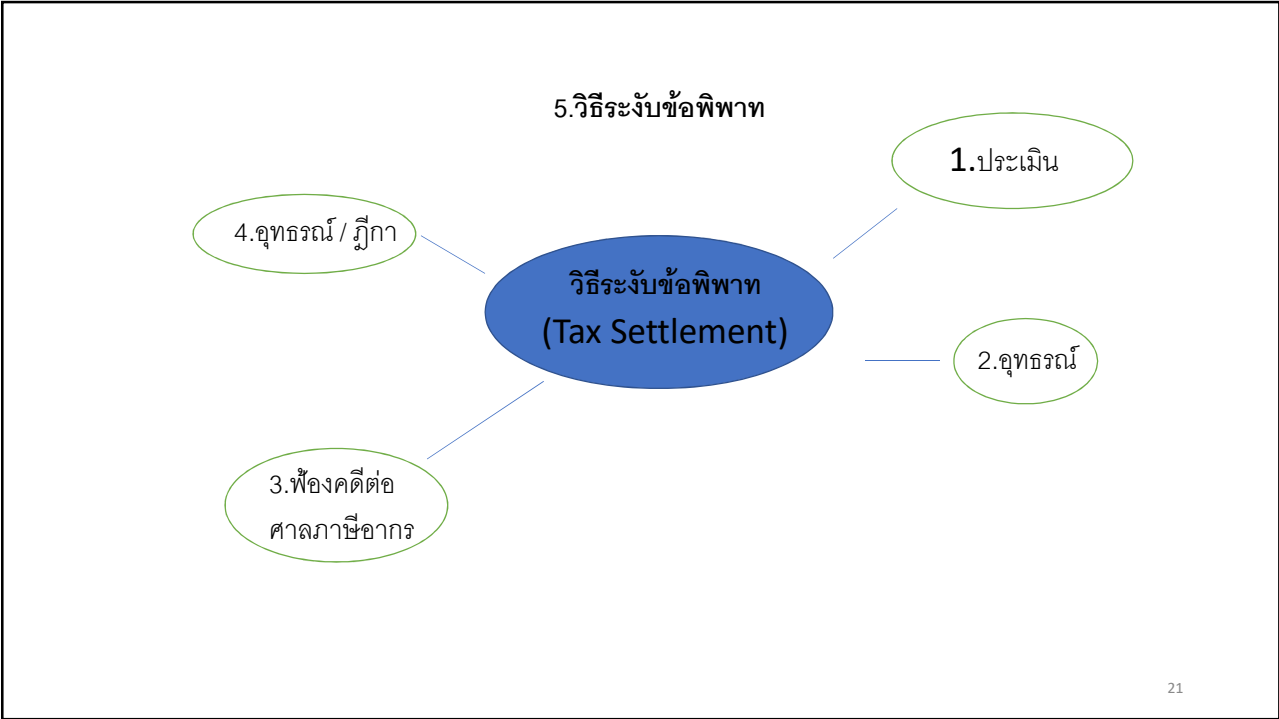 5.วิธีระงับข้อพิพาท
1.ประเมิน
4.อุทธรณ์ / ฎีกา
วิธีระงับข้อพิพาท
(Tax Settlement)
2.อุทธรณ์
3.ฟ้องคดีต่อ
ศาลภาษีอากร
21